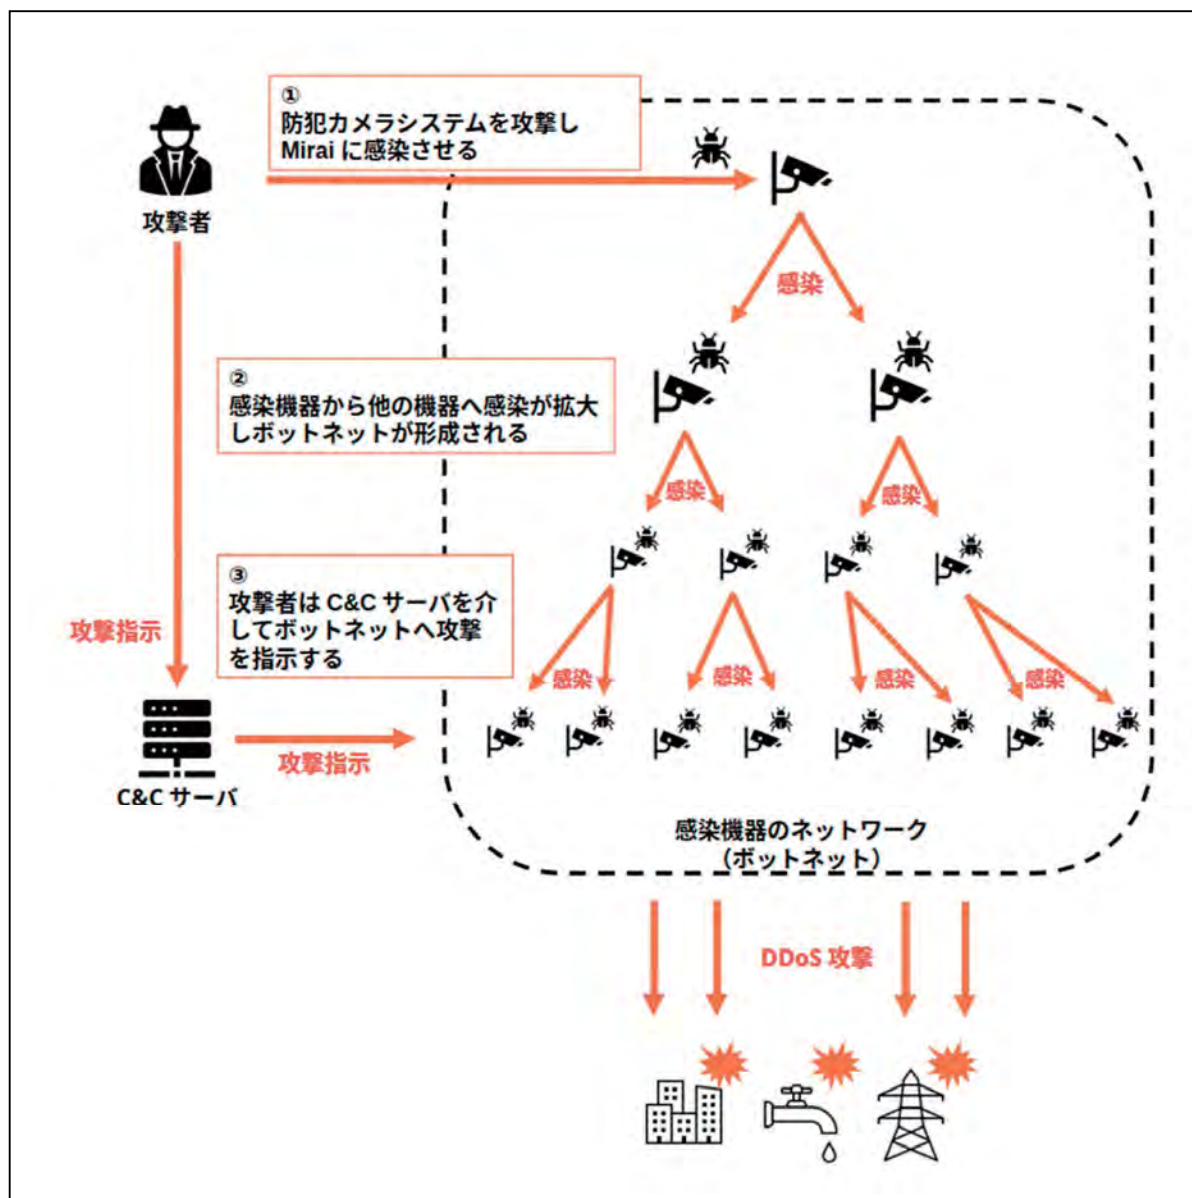 ①
防犯カメラシステムを攻撃し
Mirai に感染させる
攻撃者
感染
②
感染機器から他の機器へ感染が拡大
しボットネットが形成される
感染
感染
③
攻撃者は C&C サーバを介
してボットネットへ攻撃
を指示する
攻撃指示
感染
感染
感染
感染
攻撃指示
C&C サーバ
感染機器のネットワーク
（ボットネット）
DDoS 攻撃